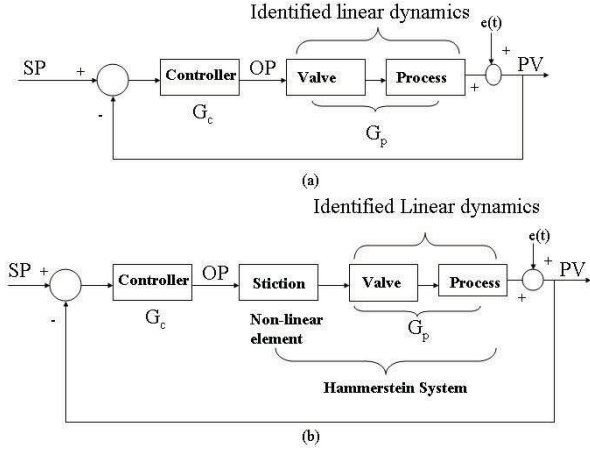 Identified linear dynamics
e(t)
SP + Controller OP Valve Process + + PV
- G_c G_p
(a)
Identified Linear dynamics
e(t)
SP + Controller OP Stiction Valve Process + + PV
- G_c Non-linear element G_p
Hammerstein System
(b)